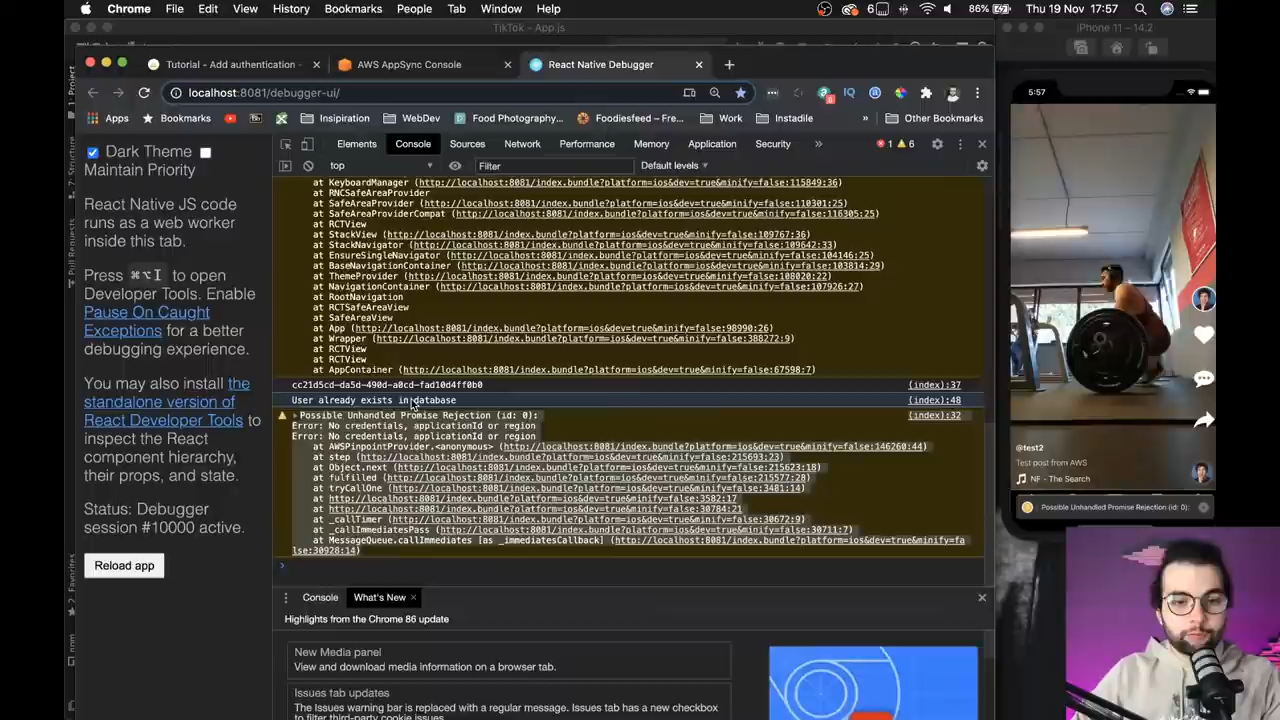 Chrome File Edit View History Bookmarks People Tab Window Help
6 86% Thu 19 Nov 17:57
TikTok – App.js
iPhone 11 – 14.2
Tutorial - Add authentication -
AWS AppSync Console
React Native Debugger
localhost:8081/debugger-ui/
Apps Bookmarks Inspiration WebDev Food Photography... Foodiesfeed – Fre... Work Instadile Other Bookmarks
Dark Theme
Maintain Priority
React Native JS code
runs as a web worker
inside this tab.
Press ⌘⌥I to open
Developer Tools. Enable
Pause On Caught
Exceptions for a better
debugging experience.
You may also install the
standalone version of
React Developer Tools to
inspect the React
component hierarchy,
their props, and state.
Status: Debugger
session #10000 active.
Reload app
Elements Console Sources Network Performance Memory Application Security 1 6
top Filter Default levels
at KeyboardManager (http://localhost:8081/index.bundle?platform=ios&dev=true&minify=false:115849:36)
at RNCSafeAreaProvider
at SafeAreaProvider (http://localhost:8081/index.bundle?platform=ios&dev=true&minify=false:110301:25)
at SafeAreaProviderCompat (http://localhost:8081/index.bundle?platform=ios&dev=true&minify=false:116305:25)
at RCTView
at StackView (http://localhost:8081/index.bundle?platform=ios&dev=true&minify=false:109767:36)
at StackNavigator (http://localhost:8081/index.bundle?platform=ios&dev=true&minify=false:109642:33)
at EnsureSingleNavigator (http://localhost:8081/index.bundle?platform=ios&dev=true&minify=false:104146:25)
at BaseNavigationContainer (http://localhost:8081/index.bundle?platform=ios&dev=true&minify=false:103814:29)
at ThemeProvider (http://localhost:8081/index.bundle?platform=ios&dev=true&minify=false:108020:22)
at NavigationContainer (http://localhost:8081/index.bundle?platform=ios&dev=true&minify=false:107926:27)
at RootNavigation
at RCTSafeAreaView
at SafeAreaView
at App (http://localhost:8081/index.bundle?platform=ios&dev=true&minify=false:98990:26)
at Wrapper (http://localhost:8081/index.bundle?platform=ios&dev=true&minify=false:388272:9)
at RCTView
at RCTView
at AppContainer (http://localhost:8081/index.bundle?platform=ios&dev=true&minify=false:67598:7)
cc21d5cd-da5d-490d-a0cd-fad10d4ff0b0 (index):37
User already exists in database (index):48
Possible Unhandled Promise Rejection (id: 0): (index):32
Error: No credentials, applicationId or region
Error: No credentials, applicationId or region
at AWSPinpointProvider.<anonymous> (http://localhost:8081/index.bundle?platform=ios&dev=true&minify=false:146260:44)
at step (http://localhost:8081/index.bundle?platform=ios&dev=true&minify=false:215693:23)
at Object.next (http://localhost:8081/index.bundle?platform=ios&dev=true&minify=false:215623:18)
at fulfilled (http://localhost:8081/index.bundle?platform=ios&dev=true&minify=false:215577:28)
at tryCallOne (http://localhost:8081/index.bundle?platform=ios&dev=true&minify=false:3481:14)
at http://localhost:8081/index.bundle?platform=ios&dev=true&minify=false:3582:17
at http://localhost:8081/index.bundle?platform=ios&dev=true&minify=false:30784:21
at _callTimer (http://localhost:8081/index.bundle?platform=ios&dev=true&minify=false:30672:9)
at _callImmediatesPass (http://localhost:8081/index.bundle?platform=ios&dev=true&minify=false:30711:7)
at MessageQueue.callImmediates [as _immediatesCallback] (http://localhost:8081/index.bundle?platform=ios&dev=true&minify=fa
lse:30928:14)
Console What's New
Highlights from the Chrome 86 update
New Media panel
View and download media information on a browser tab.
Issues tab updates
The Issues warning bar is replaced with a regular message. Issues tab has a new checkbox
to filter third-party cookie issues.
5:57
@test2
Test post from AWS
NF - The Search
Possible Unhandled Promise Rejection (id: 0):